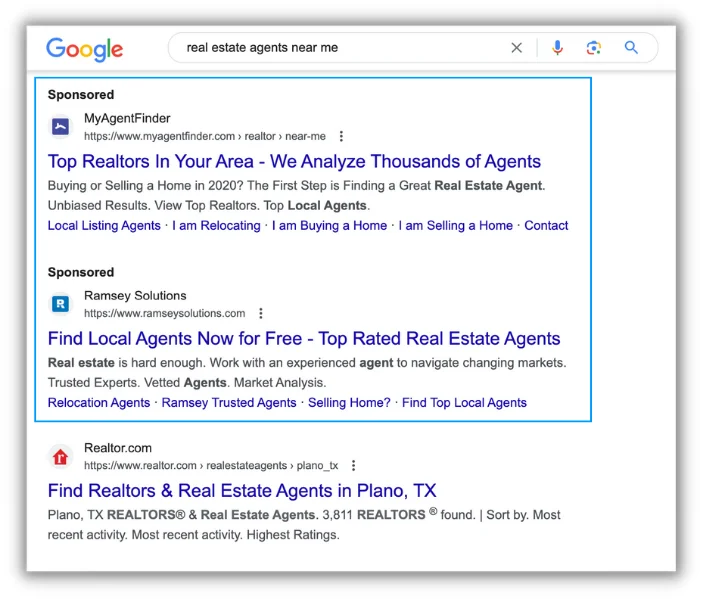 Google
real estate agents near me
Sponsored
MyAgentFinder
https://www.myagentfinder.com › realtor › near-me
Top Realtors In Your Area - We Analyze Thousands of Agents
Buying or Selling a Home in 2020? The First Step is Finding a Great Real Estate Agent.
Unbiased Results. View Top Realtors. Top Local Agents.
Local Listing Agents · I am Relocating · I am Buying a Home · I am Selling a Home · Contact
Sponsored
R
Ramsey Solutions
https://www.ramseysolutions.com
Find Local Agents Now for Free - Top Rated Real Estate Agents
Real estate is hard enough. Work with an experienced agent to navigate changing markets.
Trusted Experts. Vetted Agents. Market Analysis.
Relocation Agents · Ramsey Trusted Agents · Selling Home? · Find Top Local Agents
r
Realtor.com
https://www.realtor.com › realestateagents › plano_tx
Find Realtors & Real Estate Agents in Plano, TX
Plano, TX REALTORS® & Real Estate Agents. 3,811 REALTORS ® found. | Sort by. Most
recent activity. Most recent activity. Highest Ratings.